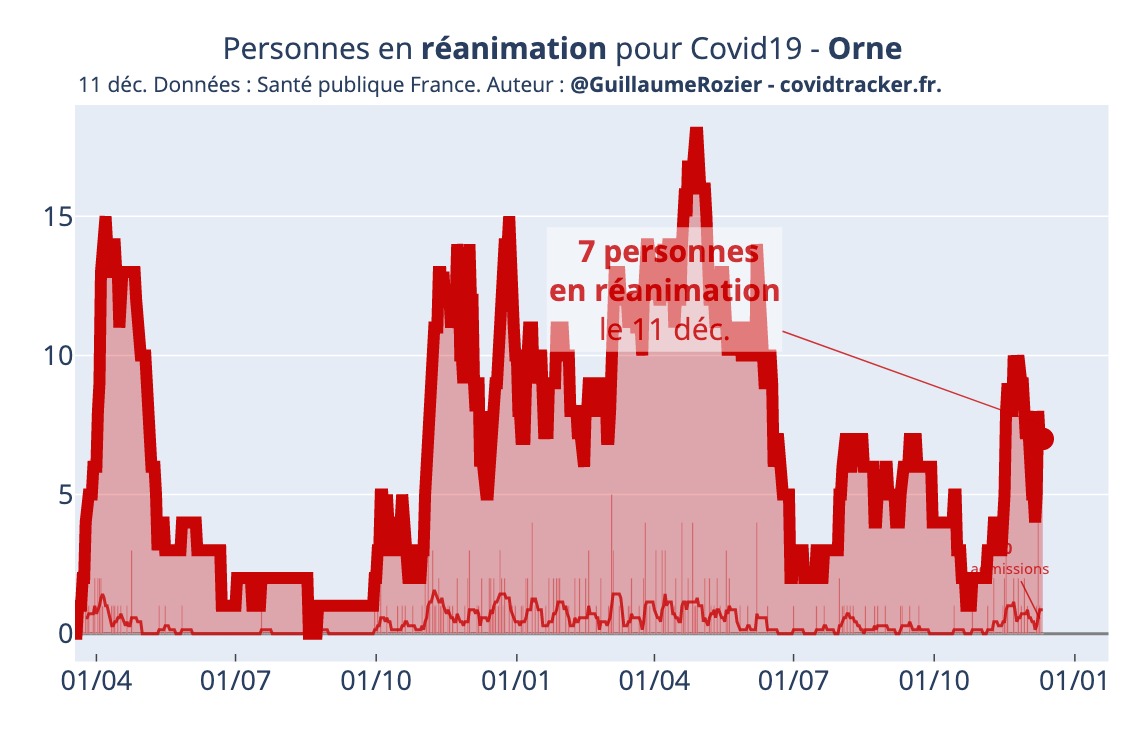 Personnes en réanimation pour Covid19 - Orne
11 déc. Données : Santé publique France. Auteur : @GuillaumeRozier - covidtracker.fr.
15
10
5
0
7 personnes
en réanimation
le 11 déc.
admissions
01/04
01/07
01/10
01/01
01/04
01/07
01/10
01/01